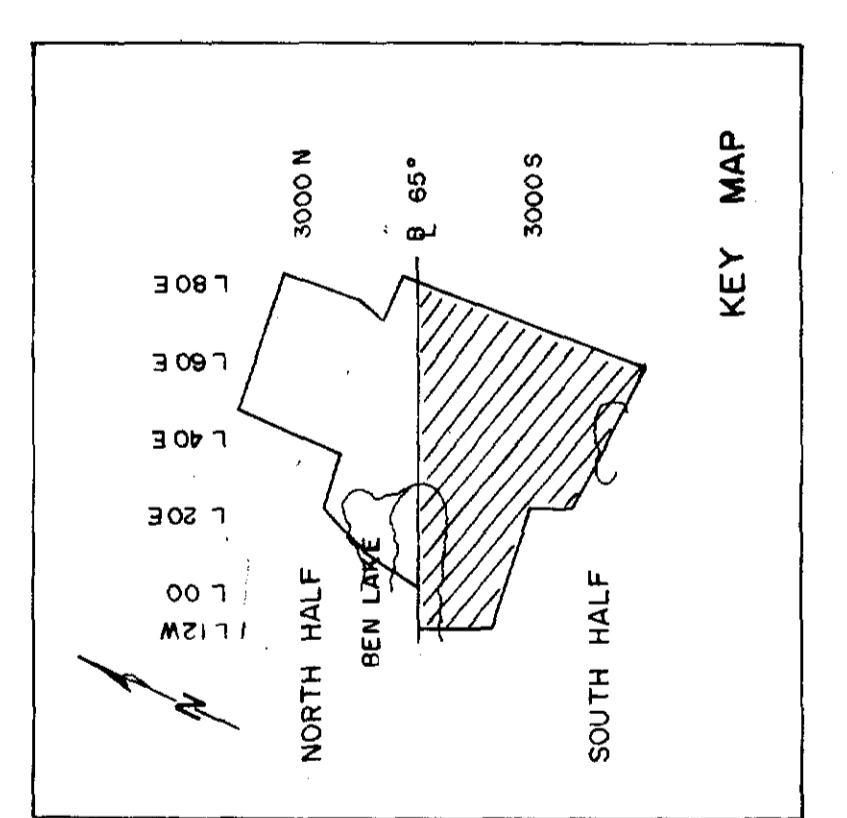 3000 N
B/L 65°
3000 S
L 80 E
L 60 E
L 40 E
L 20 E
L 00
L 12 W
NORTH HALF
BEN LAKE
SOUTH HALF
N
KEY MAP